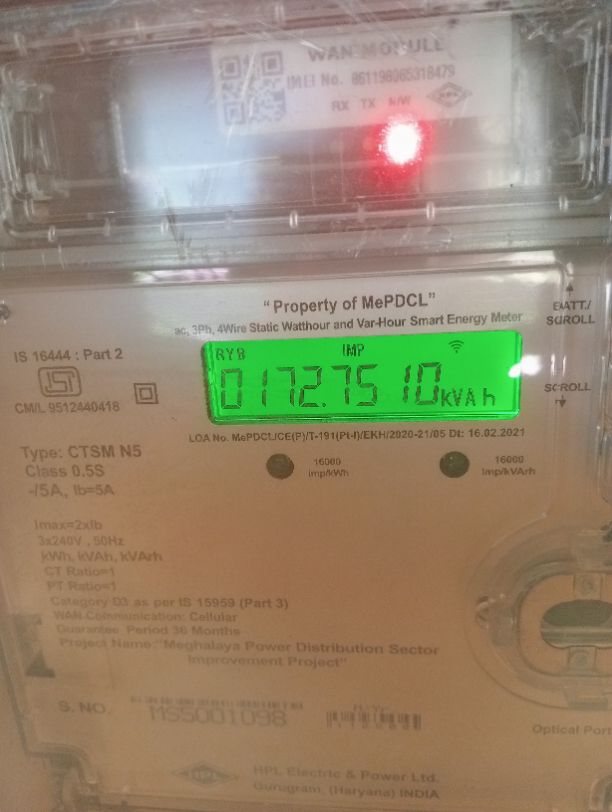 WAN MODULE
IMEI No. 861198065318479
RX TX N/W
HPL
"Property of MePDCL"
ac, 3Ph, 4Wire Static Watthour and Var-Hour Smart Energy Meter
BATT./
SCROLL
IS 16444 : Part 2
RYB IMP
0172.7510kVAh
SCROLL
CM/L 9512440418
LOA No. MePDCL/CE(P)/T-191(Pt-I)/EKH/2020-21/05 Dt: 16.02.2021
Type: CTSM N5
Class 0.5S
-/5A, Ib=5A
16000
imp/kWh
16000
imp/kVArh
Imax=2xIb
3x240V , 50Hz
kWh, kVAh, kVArh
CT Ratio=1
PT Ratio=1
Category D3 as per IS 15959 (Part 3)
WAN Communication: Cellular
Guarantee Period 36 Months
Project Name:"Meghalaya Power Distribution Sector
Improvement Project"
S. NO.
MS5001098
Optical Port
HPL
HPL Electric & Power Ltd.
Gurugram, (Haryana) INDIA